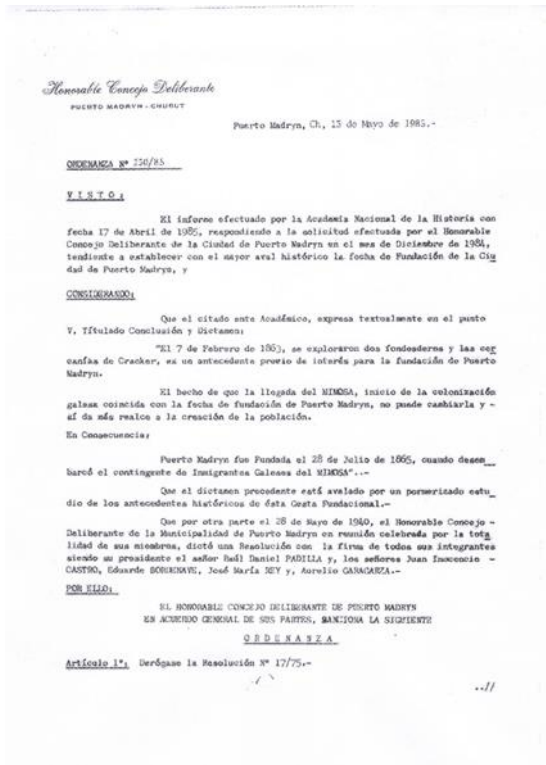 Honorable Concejo Deliberante
PUERTO MADRYN - CHUBUT
Puerto Madryn, Ch, 15 de Mayo de 1985.-
ORDENANZA Nº 250/85
V I S T O :
El informe efectuado por la Academia Nacional de la Historia con
fecha 17 de Abril de 1985, respondiendo a la solicitud efectuada por el Honorable
Concejo Deliberante de la Ciudad de Puerto Madryn en el mes de Diciembre de 1984,
tendiente a establecer con el mayor aval histórico la fecha de Fundación de la Ciu
dad de Puerto Madryn, y
CONSIDERANDO:
Que el citado ente Académico, expresa textualmente en el punto
V. Títulado Conclusión y Dictamen:
"El 7 de Febrero de 1863, se exploraron dos fondeaderos y las cer
canías de Cracker, es un antecedente previo de interés para la fundación de Puerto
Madryn.
El hecho de que la llegada del MIMOSA, inicio de la colonización
galesa coincida con la fecha de fundación de Puerto Madryn, no puede cambiarla y -
sí da más realce a la creación de la población.
En Consecuencia:
Puerto Madryn fue Fundada el 28 de Julio de 1865, cuando desem
barcó el contingente de Inmigrantes Galeses del MIMOSA"..-
Que el dictamen precedente está avalado por un pormerizado estu
dio de los antecedentes históricos de ésta Gesta Fundacional.-
Que por otra parte el 28 de Mayo de 1940, el Honorable Concejo -
Deliberante de la Municipalidad de Puerto Madryn en reunión celebrada por la tota
lidad de sus miembros, dictó una Resolución con la firma de todos sus integrantes
siendo su presidente el señor Raúl Daniel PADILLA y, los señores Juan Inocencio -
CASTRO, Eduardo José María REY y, Aurelio
POR ELLO:
EL HONORABLE CONCEJO DELIBERANTE DE PUERTO MADRYN
EN ACUERDO GENERAL DE SUS PARTES, SANCIONA LA SIGUIENTE
O R D E N A N Z A
Artículo 1º: Derógase la Resolución Nº 17/75.-
..//